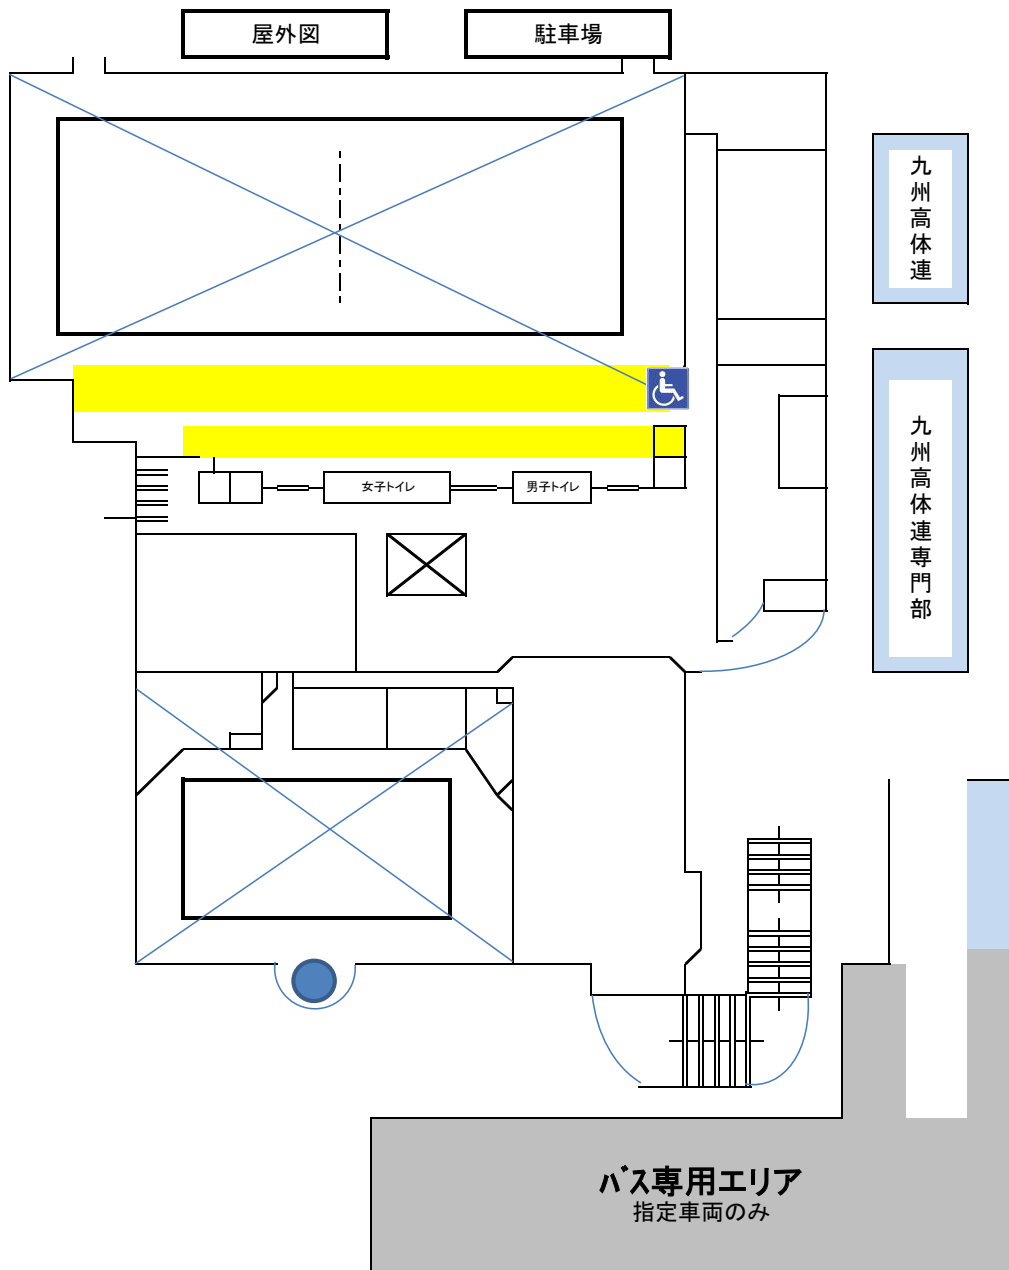 屋外図
駐車場
九州高体連
九州高体連専門部
女子トイレ
男子トイレ
バス専用エリア
指定車両のみ